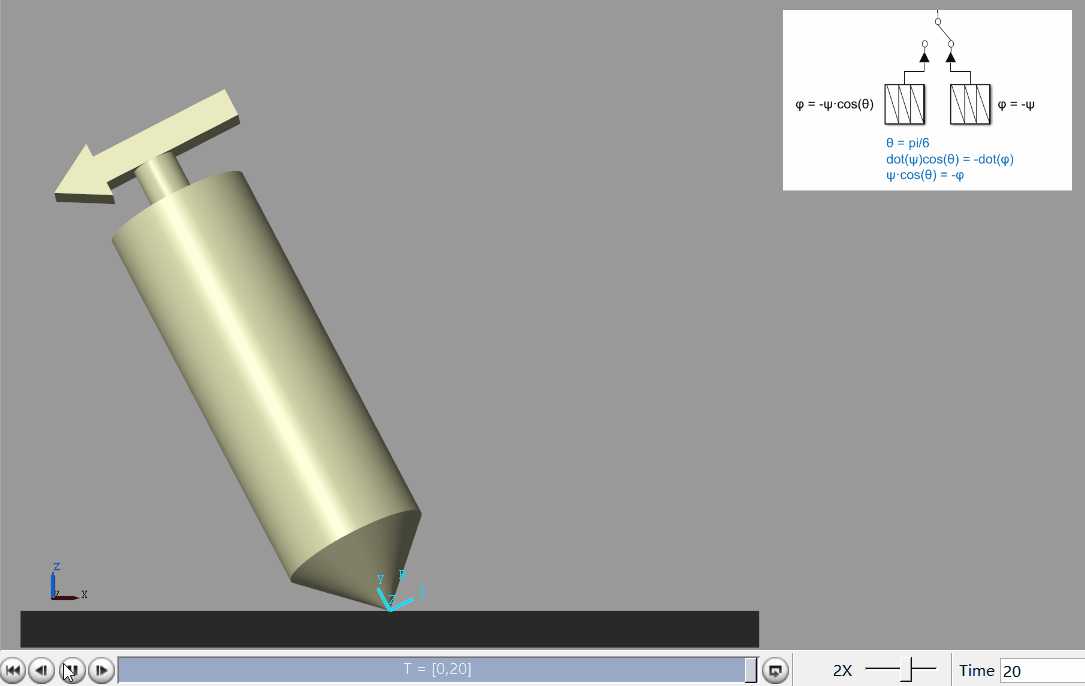 φ = -ψ·cos(θ)
φ = -ψ
θ = pi/6
dot(ψ)cos(θ) = -dot(φ)
ψ·cos(θ) = -φ
Y
X
Z
Z
X
T = [0,20]
2X
Time 20